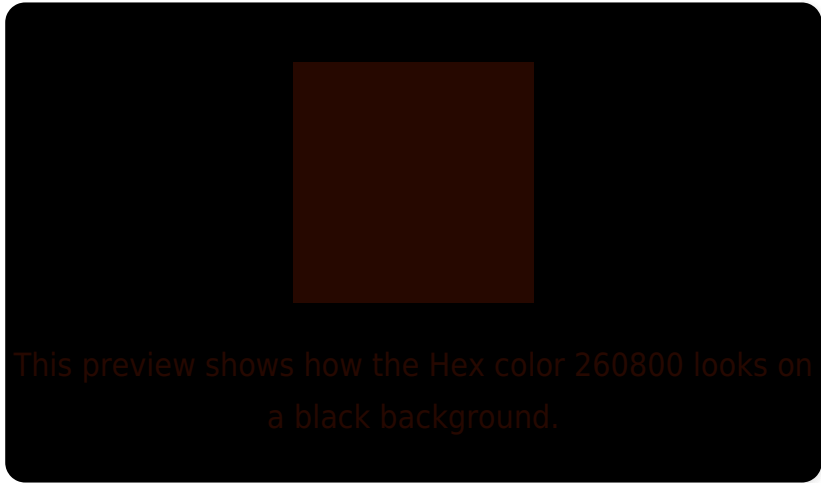 This preview shows how the Hex color 260800 looks on
a black background.